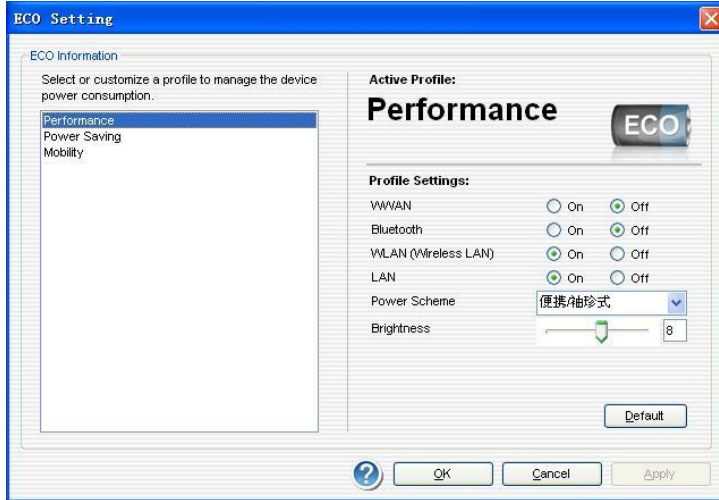 ECO Setting
ECO Information
Select or customize a profile to manage the device
power consumption.
Performance
Power Saving
Mobility
Active Profile:
Performance
ECO
Profile Settings:
WWAN On Off
Bluetooth On Off
WLAN (Wireless LAN) On Off
LAN On Off
Power Scheme 便携/袖珍式
Brightness 8
Default
? OK Cancel Apply